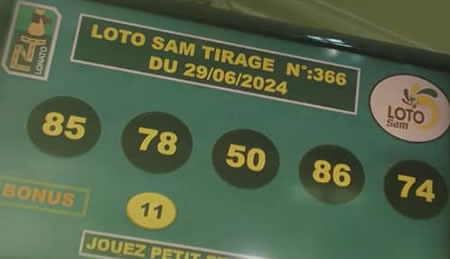 LONATO
LOTO SAM TIRAGE N°:366
DU 29/06/2024
LOTO
Sam
85 78 50 86 74
BONUS 11
JOUEZ PETIT